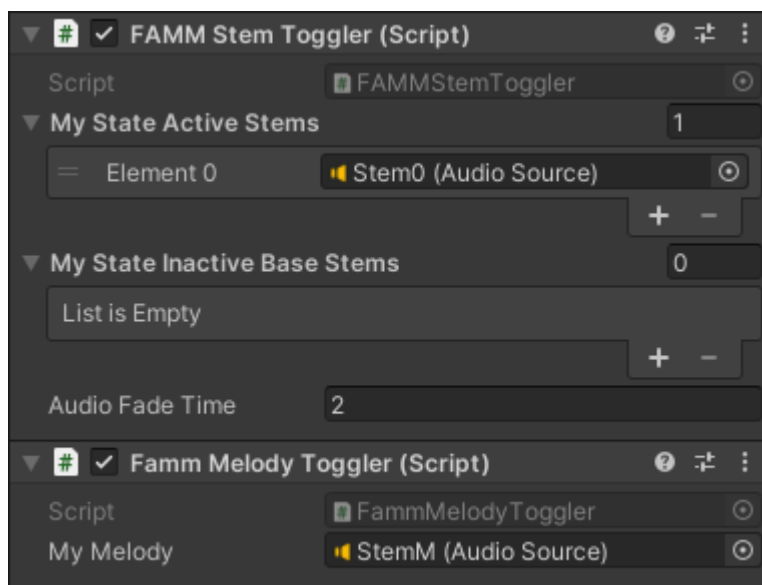 # FAMM Stem Toggler (Script)
Script # FAMMStemToggler
My State Active Stems 1
Element 0 Stem0 (Audio Source)
+ −
My State Inactive Base Stems 0
List is Empty
+ −
Audio Fade Time 2
# Famm Melody Toggler (Script)
Script # FammMelodyToggler
My Melody StemM (Audio Source)